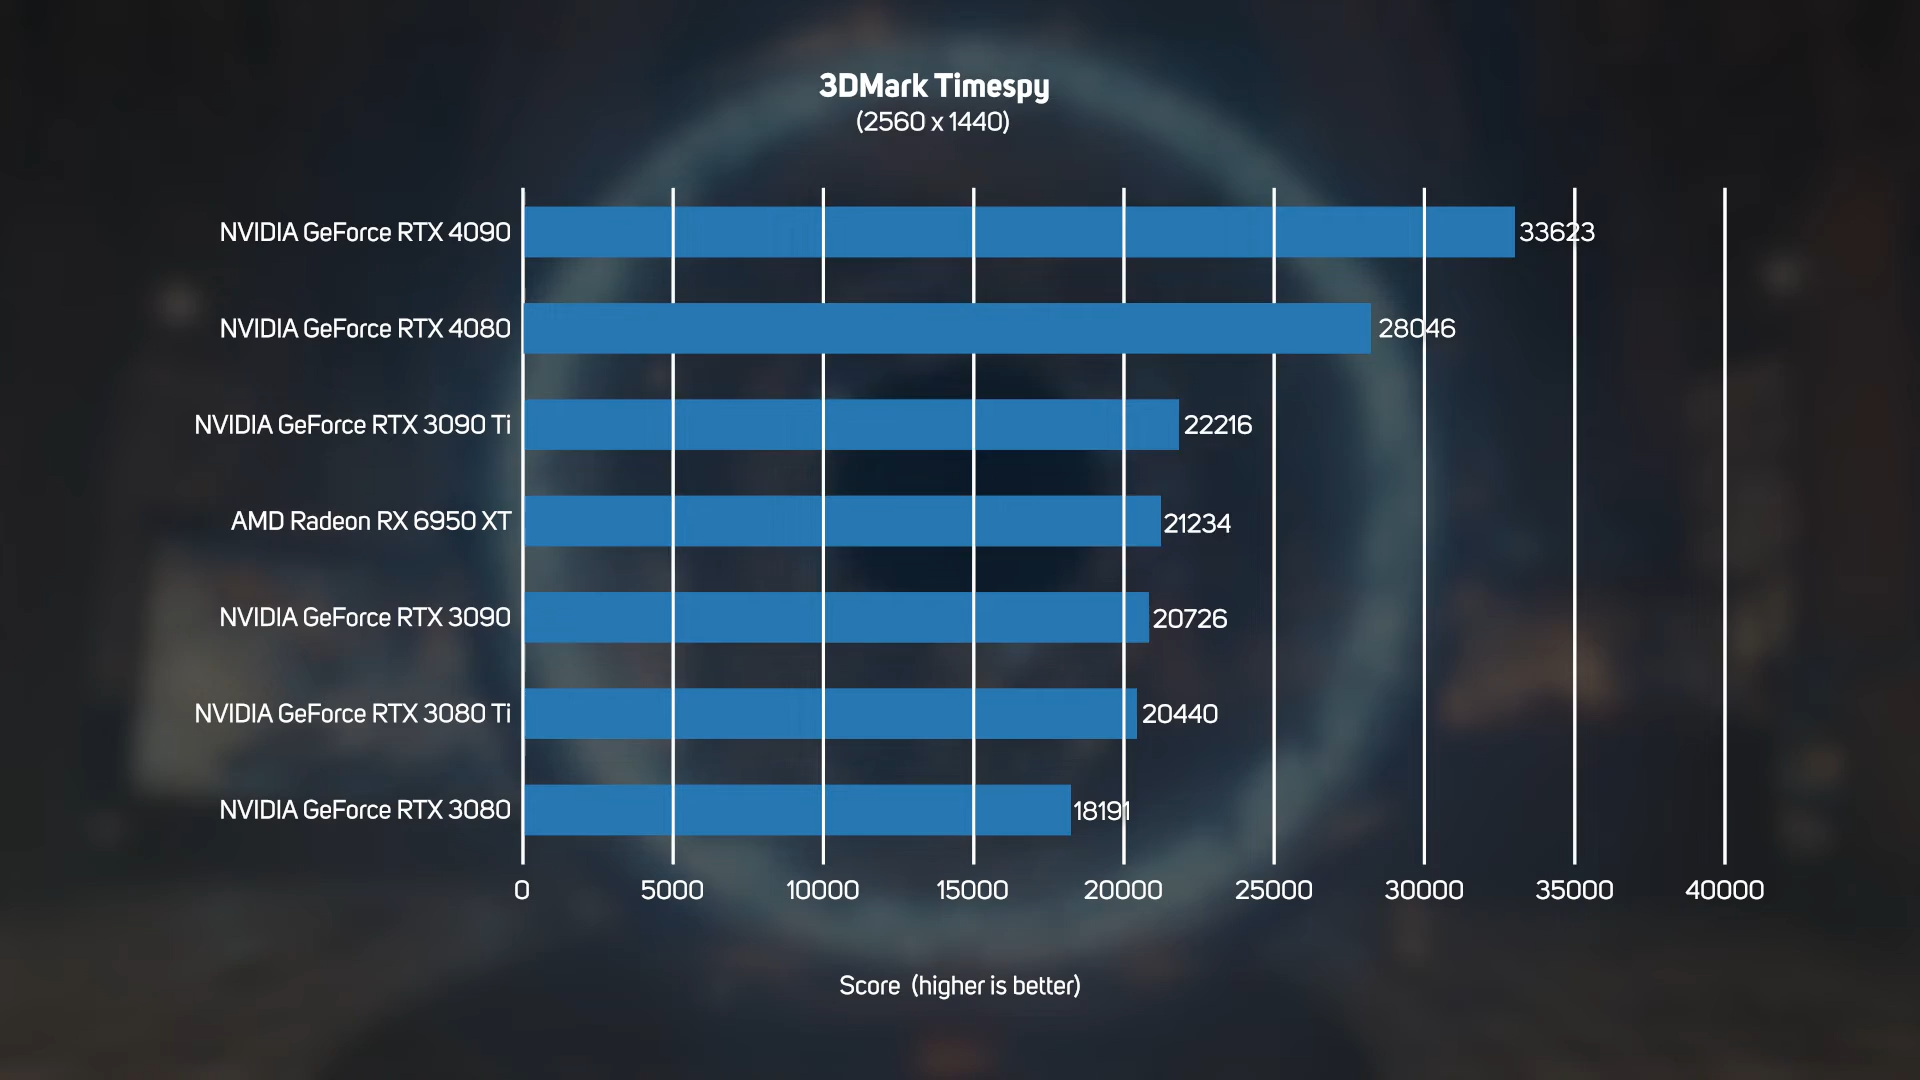 3DMark Timespy
(2560 x 1440)
NVIDIA GeForce RTX 4090 33623
NVIDIA GeForce RTX 4080 28046
NVIDIA GeForce RTX 3090 Ti 22216
AMD Radeon RX 6950 XT 21234
NVIDIA GeForce RTX 3090 20726
NVIDIA GeForce RTX 3080 Ti 20440
NVIDIA GeForce RTX 3080 18191
0 5000 10000 15000 20000 25000 30000 35000 40000
Score (higher is better)